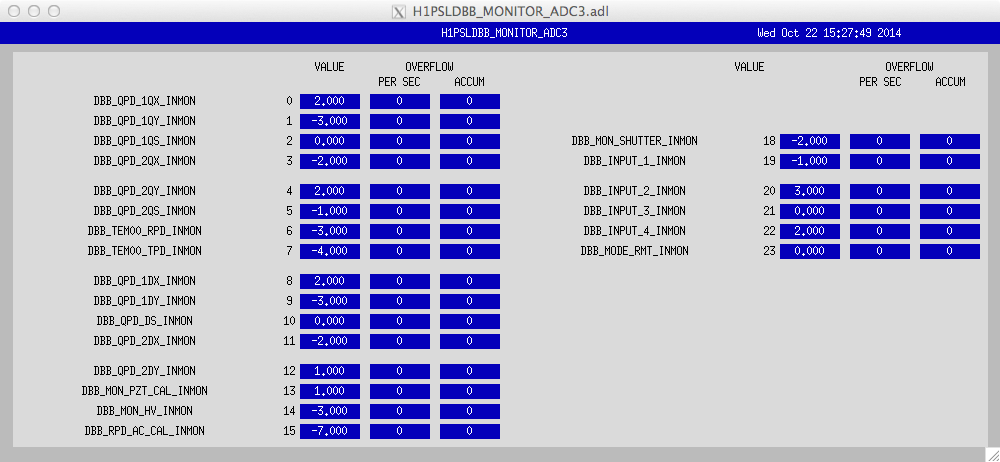 H1PSLDBB_MONITOR_ADC3.adl
H1PSLDBB_MONITOR_ADC3 Wed Oct 22 15:27:49 2014
VALUE OVERFLOW
PER SEC ACCUM
DBB_QPD_1QX_INMON 0 2.000 0 0
DBB_QPD_1QY_INMON 1 -3.000 0 0
DBB_QPD_1QS_INMON 2 0.000 0 0
DBB_QPD_2QX_INMON 3 -2.000 0 0
DBB_QPD_2QY_INMON 4 2.000 0 0
DBB_QPD_2QS_INMON 5 -1.000 0 0
DBB_TEM00_RPD_INMON 6 -3.000 0 0
DBB_TEM00_TPD_INMON 7 -4.000 0 0
DBB_QPD_1DX_INMON 8 2.000 0 0
DBB_QPD_1DY_INMON 9 -3.000 0 0
DBB_QPD_DS_INMON 10 0.000 0 0
DBB_QPD_2DX_INMON 11 -2.000 0 0
DBB_QPD_2DY_INMON 12 1.000 0 0
DBB_MON_PZT_CAL_INMON 13 1.000 0 0
DBB_MON_HV_INMON 14 -3.000 0 0
DBB_RPD_AC_CAL_INMON 15 -7.000 0 0
VALUE OVERFLOW
PER SEC ACCUM
DBB_MON_SHUTTER_INMON 18 -2.000 0 0
DBB_INPUT_1_INMON 19 -1.000 0 0
DBB_INPUT_2_INMON 20 3.000 0 0
DBB_INPUT_3_INMON 21 0.000 0 0
DBB_INPUT_4_INMON 22 2.000 0 0
DBB_MODE_RMT_INMON 23 0.000 0 0